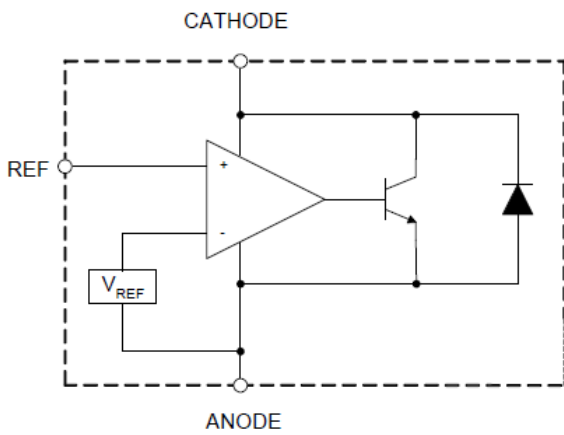 CATHODE
REF
+
-
VREF
ANODE